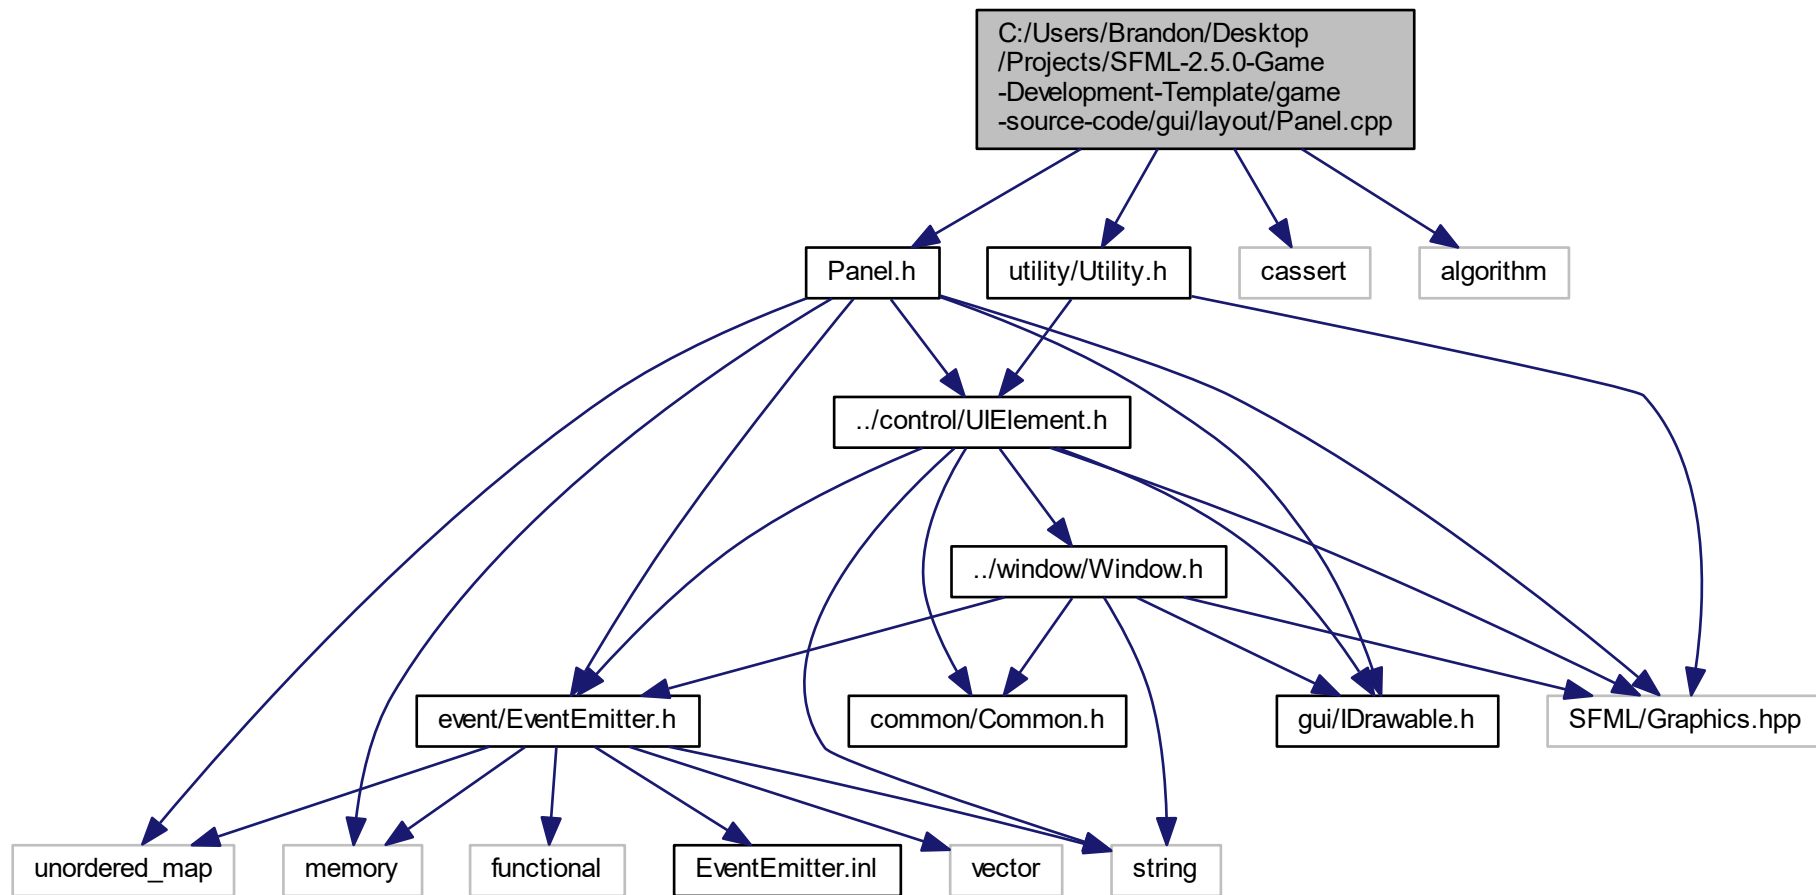 C:/Users/Brandon/Desktop
/Projects/SFML-2.5.0-Game
-Development-Template/game
-source-code/gui/layout/Panel.cpp
Panel.h
utility/Utility.h
cassert
algorithm
../control/UIElement.h
../window/Window.h
event/EventEmitter.h
common/Common.h
gui/IDrawable.h
SFML/Graphics.hpp
unordered_map
memory
functional
EventEmitter.inl
vector
string